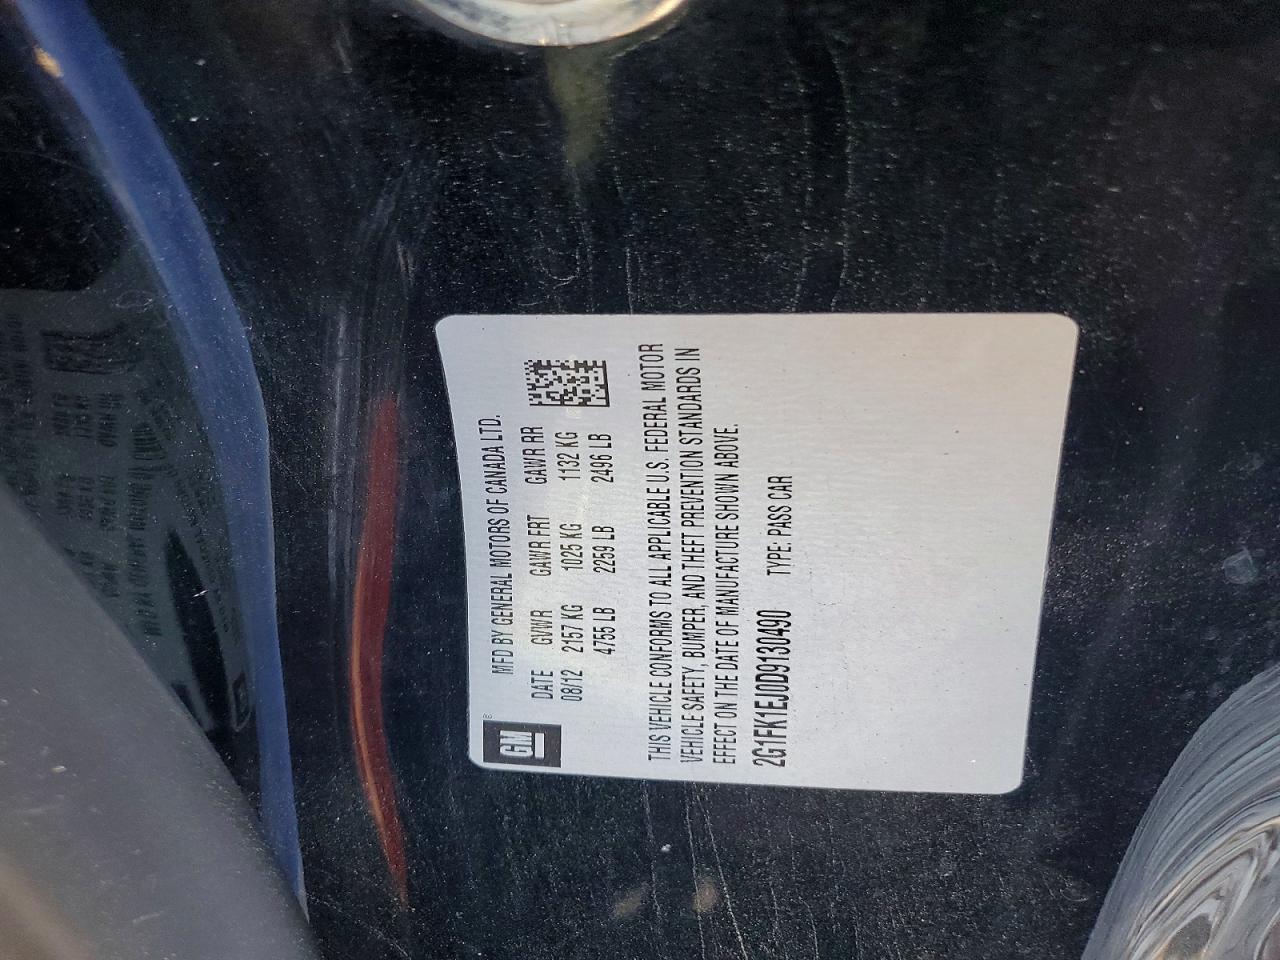 GM
®
MFD BY GENERAL MOTORS OF CANADA LTD.
DATE GVWR GAWR FRT GAWR RR
08/12 2157 KG 1025 KG 1132 KG
4755 LB 2259 LB 2496 LB
THIS VEHICLE CONFORMS TO ALL APPLICABLE U.S. FEDERAL MOTOR
VEHICLE SAFETY, BUMPER, AND THEFT PREVENTION STANDARDS IN
EFFECT ON THE DATE OF MANUFACTURE SHOWN ABOVE.
2G1FK1EJ0D9130490 TYPE: PASS CAR